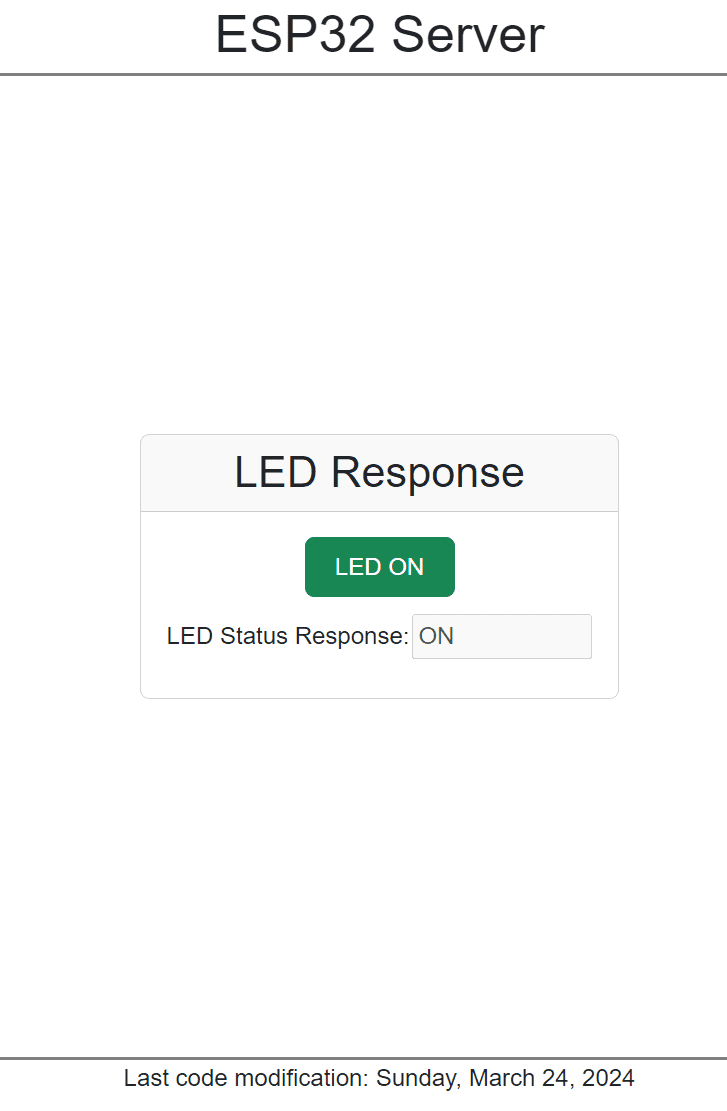 ESP32 Server
LED Response
LED ON
LED Status Response: ON
Last code modification: Sunday, March 24, 2024